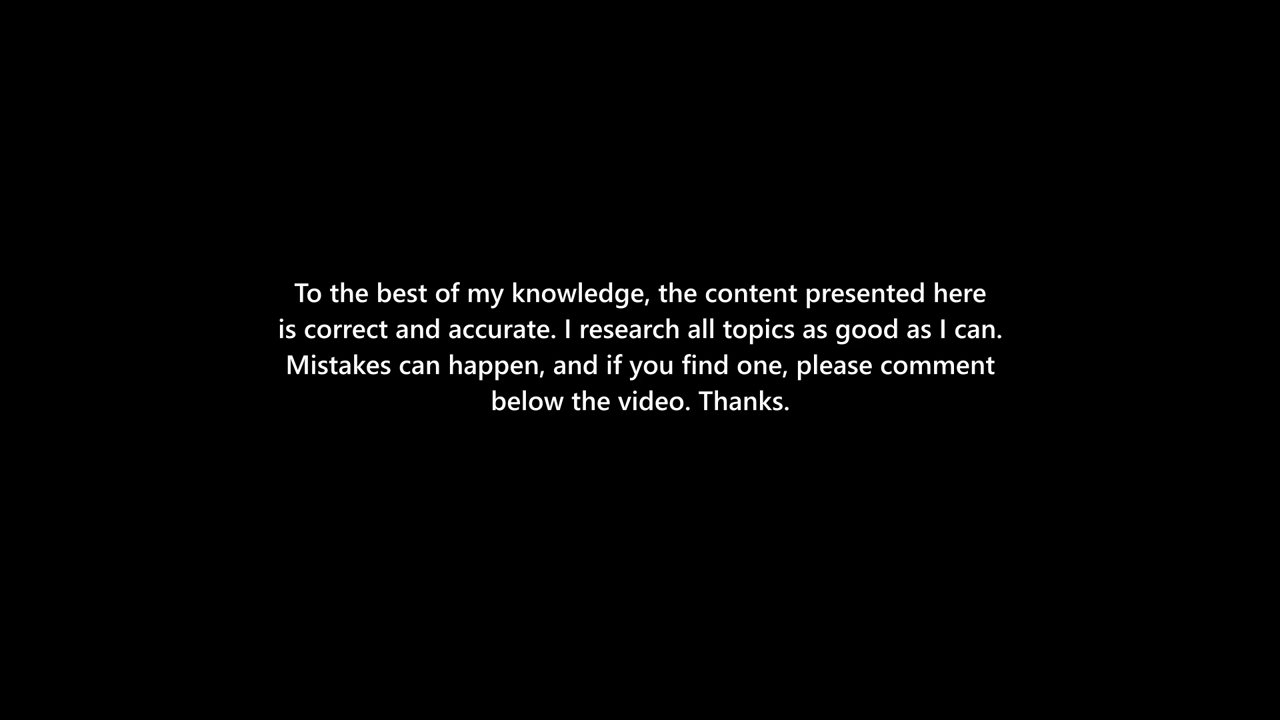 To the best of my knowledge, the content presented here
is correct and accurate. I research all topics as good as I can.
Mistakes can happen, and if you find one, please comment
below the video. Thanks.